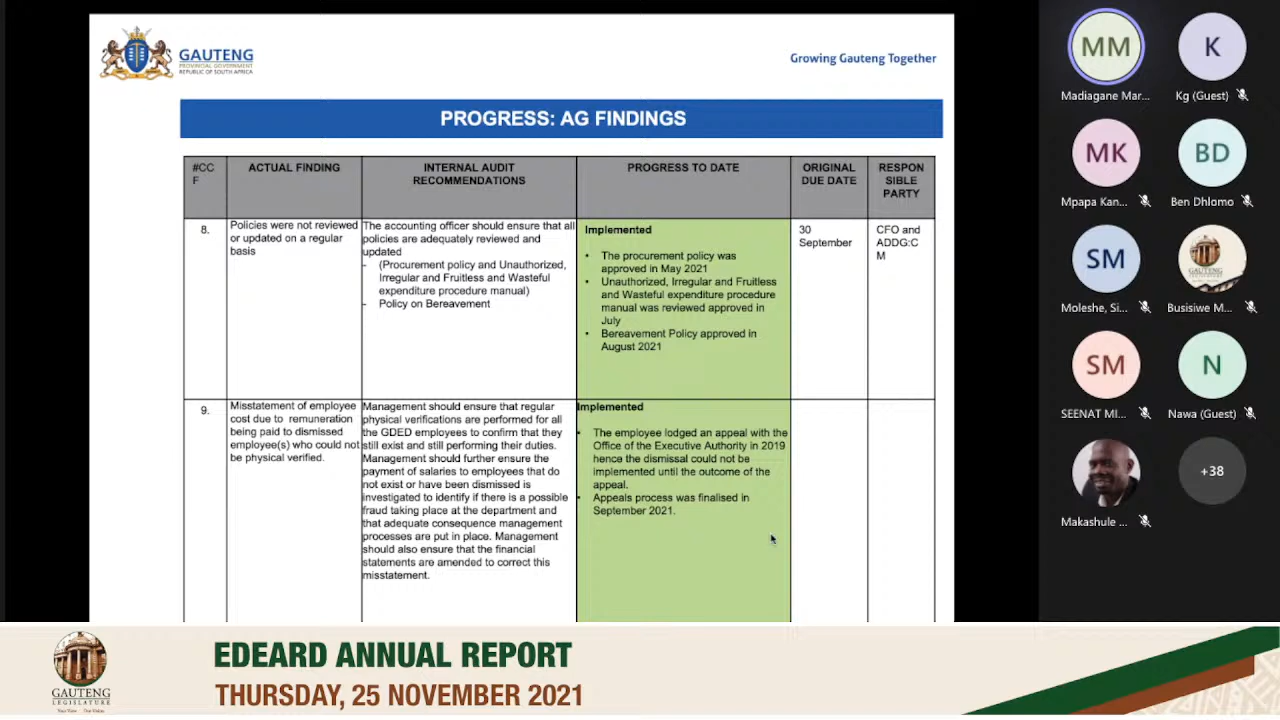 GAUTENG
PROVINCIAL GOVERNMENT
REPUBLIC OF SOUTH AFRICA
Growing Gauteng Together
PROGRESS: AG FINDINGS
#CC
F
ACTUAL FINDING
INTERNAL AUDIT
RECOMMENDATIONS
PROGRESS TO DATE
ORIGINAL
DUE DATE
RESPON
SIBLE
PARTY
8.
Policies were not reviewed
or updated on a regular
basis
The accounting officer should ensure that all
policies are adequately reviewed and
updated
- (Procurement policy and Unauthorized,
Irregular and Fruitless and Wasteful
expenditure procedure manual)
- Policy on Bereavement
Implemented
• The procurement policy was
approved in May 2021
• Unauthorized, Irregular and Fruitless
and Wasteful expenditure procedure
manual was reviewed approved in
July
• Bereavement Policy approved in
August 2021
30
September
CFO and
ADDG:C
M
9.
Misstatement of employee
cost due to remuneration
being paid to dismissed
employee(s) who could not
be physical verified.
Management should ensure that regular
physical verifications are performed for all
the GDED employees to confirm that they
still exist and still performing their duties.
Management should further ensure the
payment of salaries to employees that do
not exist or have been dismissed is
investigated to identify if there is a possible
fraud taking place at the department and
that adequate consequence management
processes are put in place. Management
should also ensure that the financial
statements are amended to correct this
misstatement.
Implemented
• The employee lodged an appeal with the
Office of the Executive Authority in 2019
hence the dismissal could not be
implemented until the outcome of the
appeal.
• Appeals process was finalised in
September 2021.
MM
Madiagane Mar...
K
Kg (Guest)
MK
Mpapa Kan...
BD
Ben Dhlomo
SM
Moleshe, Si...
GAUTENG
Busisiwe M...
SM
SEENAT MI...
N
Nawa (Guest)
Makashule ...
+38
GAUTENG
LEGISLATURE
Your View Our Vision
EDEARD ANNUAL REPORT
THURSDAY, 25 NOVEMBER 2021